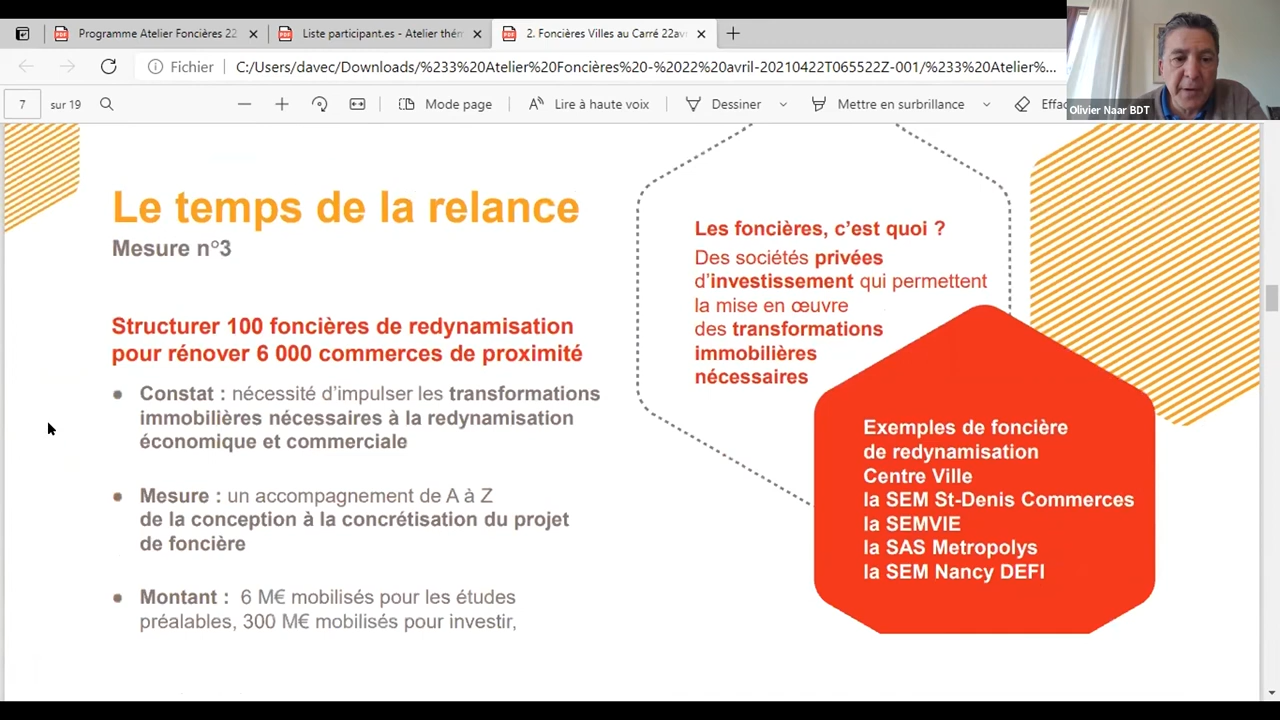 Programme Atelier Foncières 22
Liste participant.es - Atelier thém
2. Foncières Villes au Carré 22avr
Fichier
C:/Users/davec/Downloads/%233%20Atelier%20Foncières%20-%2022%20avril-20210422T065522Z-001/%233%20Atelier%...
7 sur 19
Mode page
Lire à haute voix
Dessiner
Mettre en surbrillance
Effac
Olivier Naar BDT
Le temps de la relance
Mesure n°3
Structurer 100 foncières de redynamisation
pour rénover 6 000 commerces de proximité
• Constat : nécessité d'impulser les transformations
immobilières nécessaires à la redynamisation
économique et commerciale
• Mesure : un accompagnement de A à Z
de la conception à la concrétisation du projet
de foncière
• Montant : 6 M€ mobilisés pour les études
préalables, 300 M€ mobilisés pour investir,
Les foncières, c'est quoi ?
Des sociétés privées
d'investissement qui permettent
la mise en œuvre
des transformations
immobilières
nécessaires
Exemples de foncière
de redynamisation
Centre Ville
la SEM St-Denis Commerces
la SEMVIE
la SAS Metropolys
la SEM Nancy DEFI